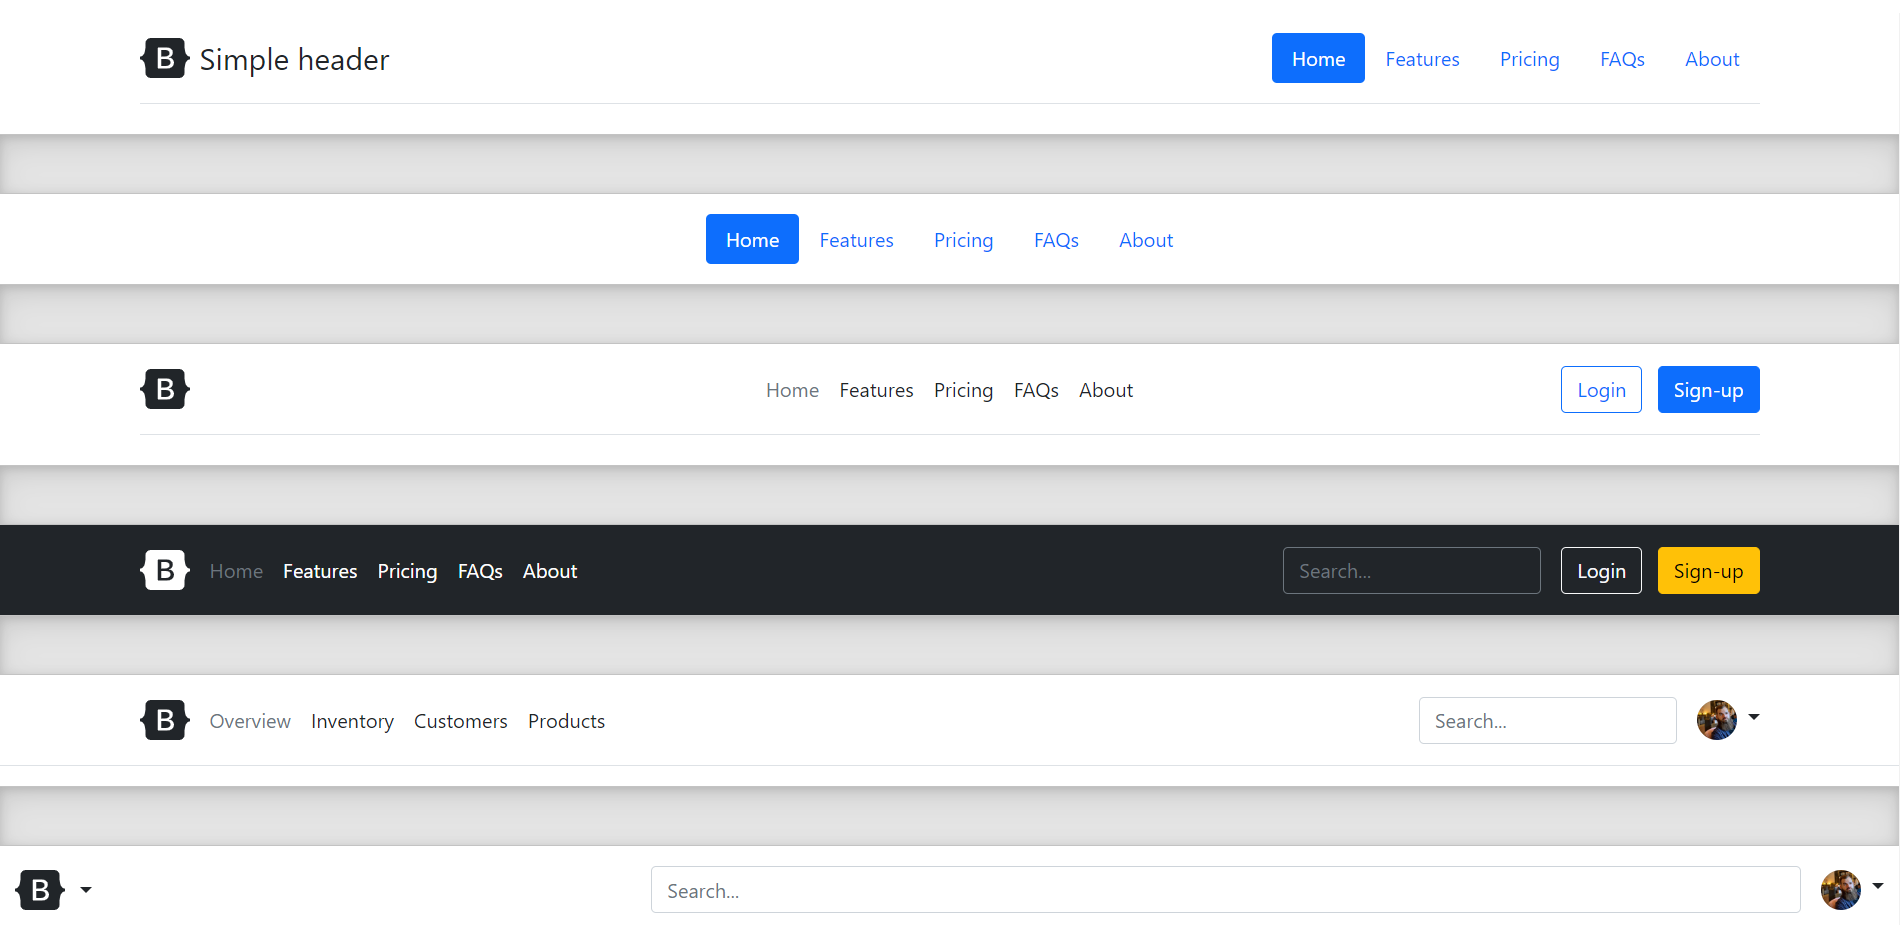 B Simple header Home Features Pricing FAQs About
Home Features Pricing FAQs About
B Home Features Pricing FAQs About Login Sign-up
B Home Features Pricing FAQs About Search... Login Sign-up
B Overview Inventory Customers Products Search...
B Search...